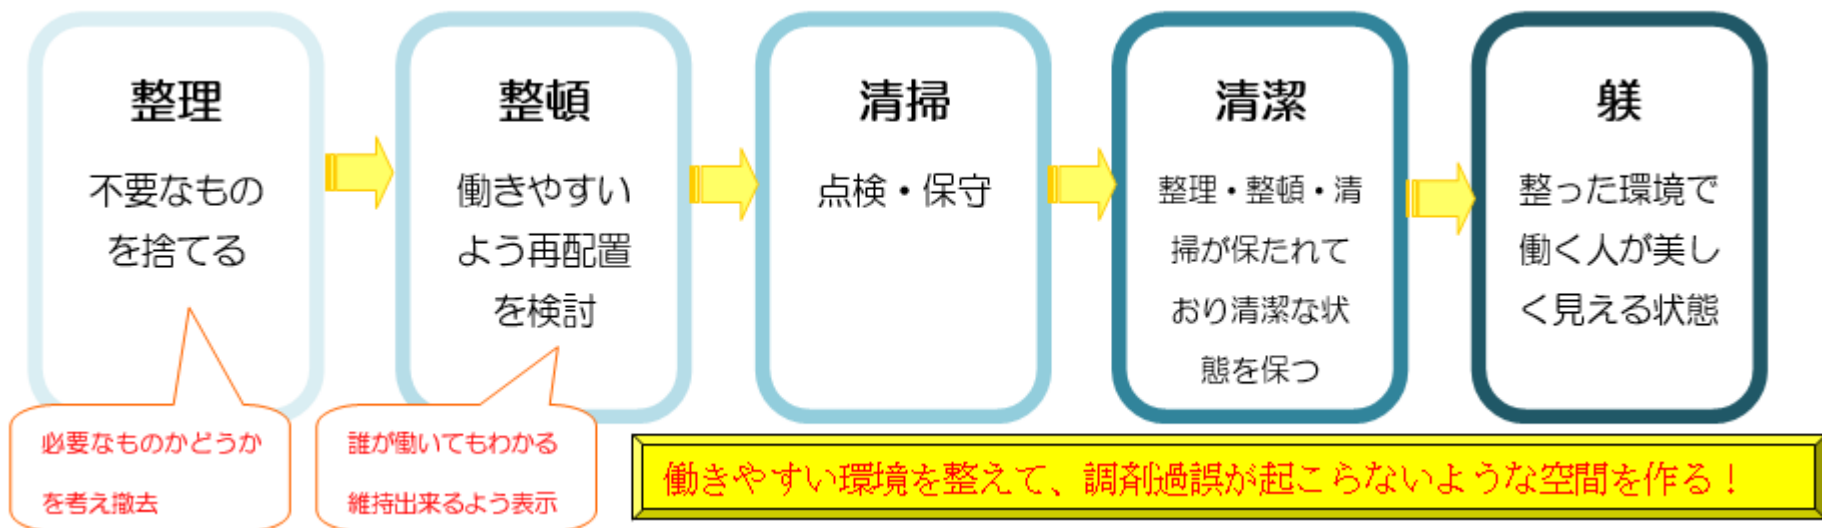 整理
不要なもの
を捨てる
整頓
働きやすい
よう再配置
を検討
清掃
点検・保守
清潔
整理・整頓・清
掃が保たれて
おり清潔な状
態を保つ
躾
整った環境で
働く人が美し
く見える状態
必要なものかどうか
を考え撤去
誰が働いてもわかる
維持出来るよう表示
働きやすい環境を整えて、調剤過誤が起こらないような空間を作る！